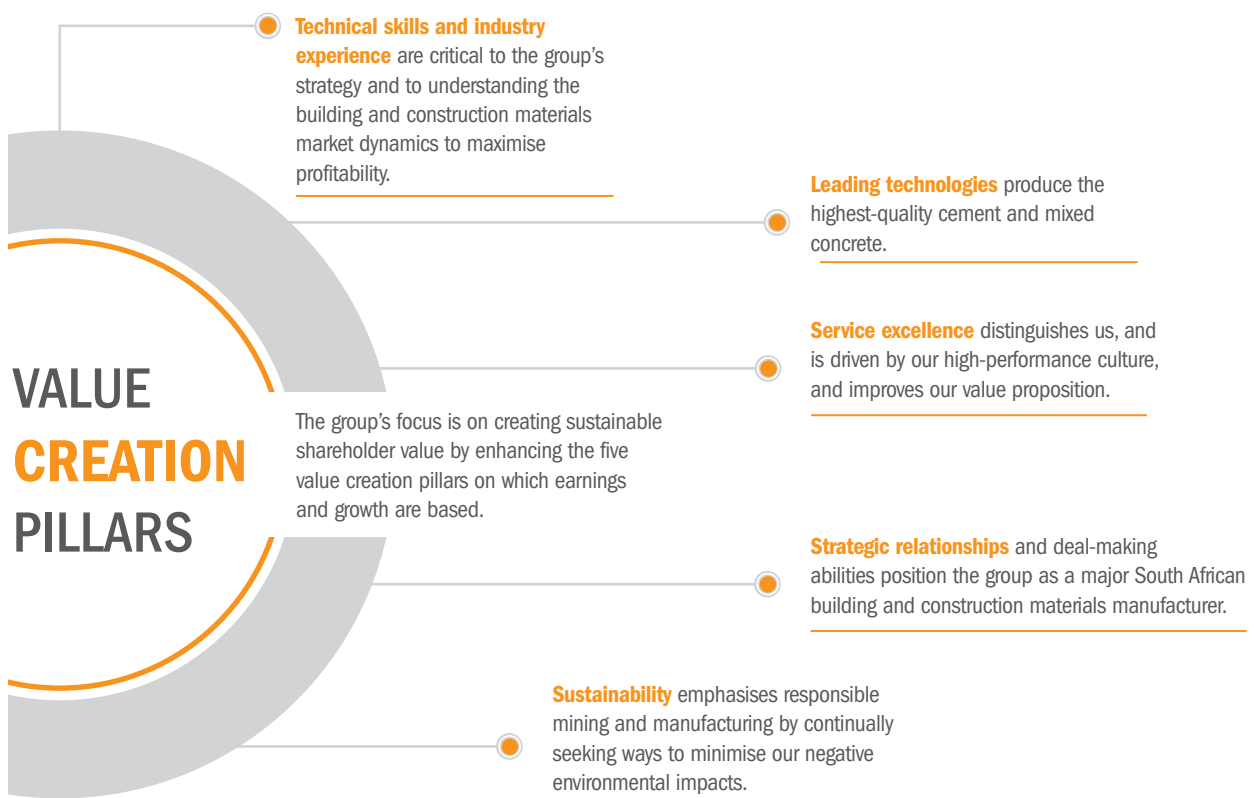 Technical skills and industry
experience are critical to the group’s
strategy and to understanding the
building and construction materials
market dynamics to maximise
profitability.
Leading technologies produce the
highest-quality cement and mixed
concrete.
Service excellence distinguishes us, and
is driven by our high-performance culture,
and improves our value proposition.
VALUE
CREATION
PILLARS
The group’s focus is on creating sustainable
shareholder value by enhancing the five
value creation pillars on which earnings
and growth are based.
Strategic relationships and deal-making
abilities position the group as a major South African
building and construction materials manufacturer.
Sustainability emphasises responsible
mining and manufacturing by continually
seeking ways to minimise our negative
environmental impacts.